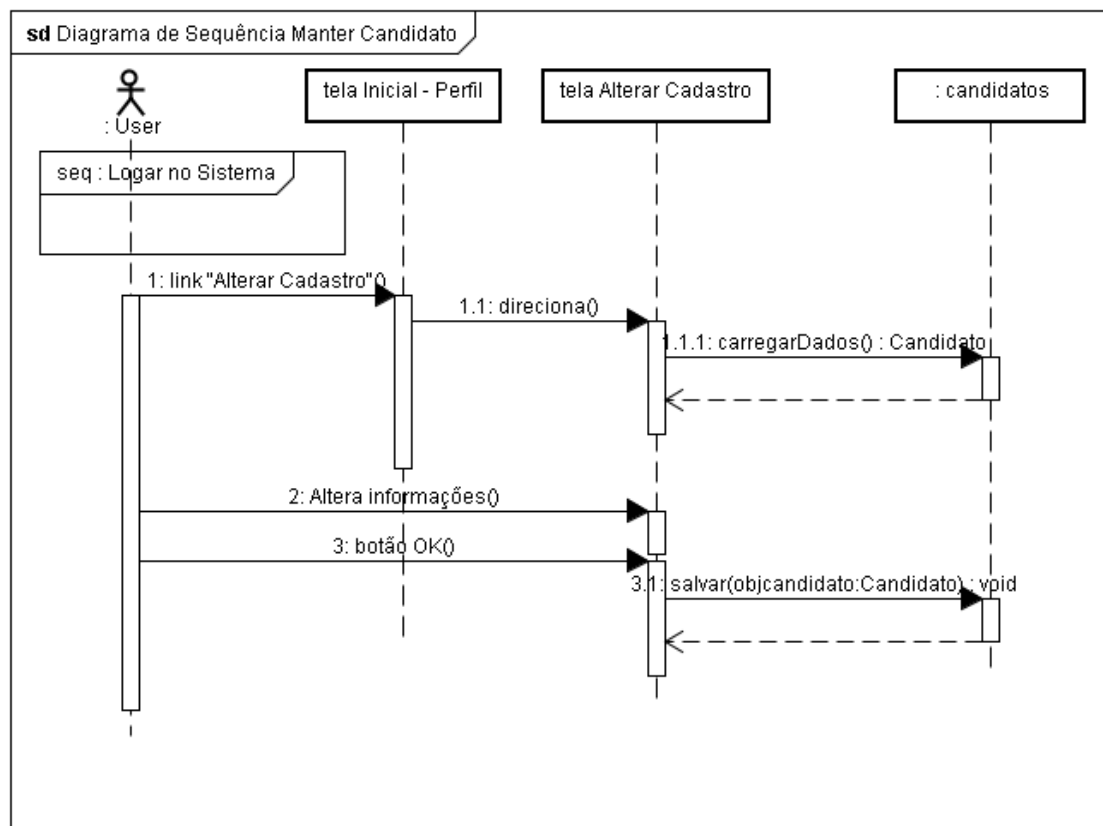 sd Diagrama de Sequência Manter Candidato
tela Inicial - Perfil
tela Alterar Cadastro
: candidatos
: User
seq : Logar no Sistema
1: link "Alterar Cadastro"()
1.1: direciona()
1.1.1: carregarDados() : Candidato
2: Altera informações()
3: botão OK()
3.1: salvar(objcandidato:Candidato) : void